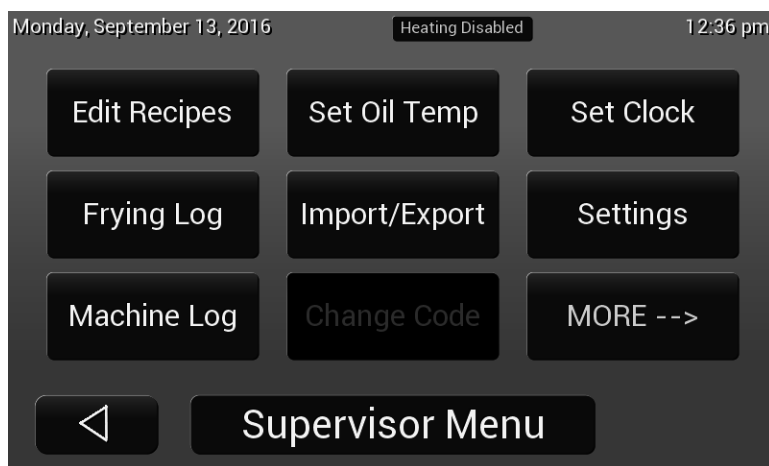 Monday, September 13, 2016 Heating Disabled 12:36 pm
Edit Recipes Set Oil Temp Set Clock
Frying Log Import/Export Settings
Machine Log Change Code MORE -->
Supervisor Menu